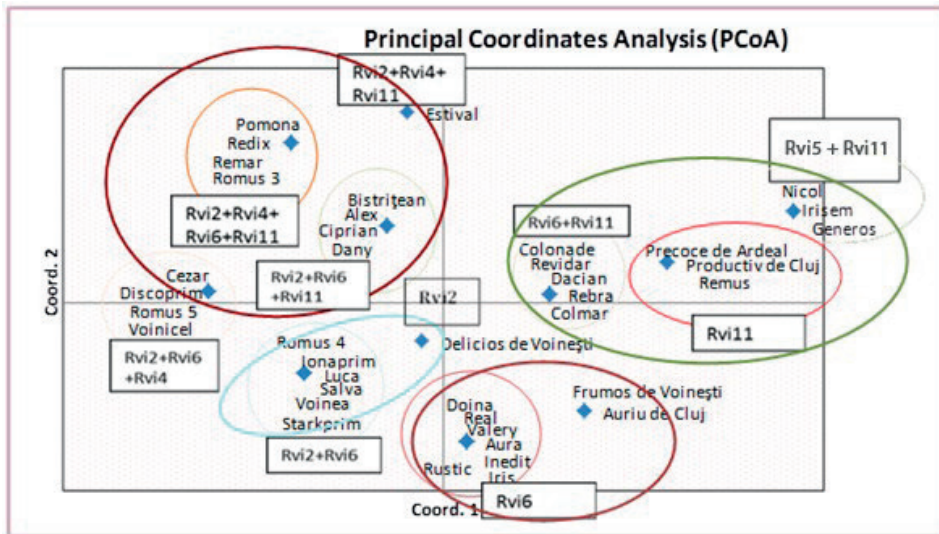 Principal Coordinates Analysis (PCoA)
Rvi2+Rvi4+
Rvi11
Estival
Pomona
Redix
Remar
Romus 3
Rvi2+Rvi4+
Rvi6+Rvi11
Bistrițean
Alex
Ciprian
Dany
Rvi2+Rvi6
+Rvi11
Rvi5 + Rvi11
Nicol
Irisem
Generos
Rvi6+Rvi11
Colonade
Revidar
Dacian
Rebra
Colmar
Precoce de Ardeal
Productiv de Cluj
Remus
Rvi11
Coord. 2
Cezar
Discoprim
Romus 5
Voinicel
Rvi2+Rvi6
+Rvi4
Rvi2
Delicios de Voinești
Romus 4
Jonaprim
Luca
Salva
Voinea
Starkprim
Rvi2+Rvi6
Doina
Real
Valery
Aura
Inedit
Rustic
Iris
Frumos de Voinești
Auriu de Cluj
Rvi6
Coord. 1